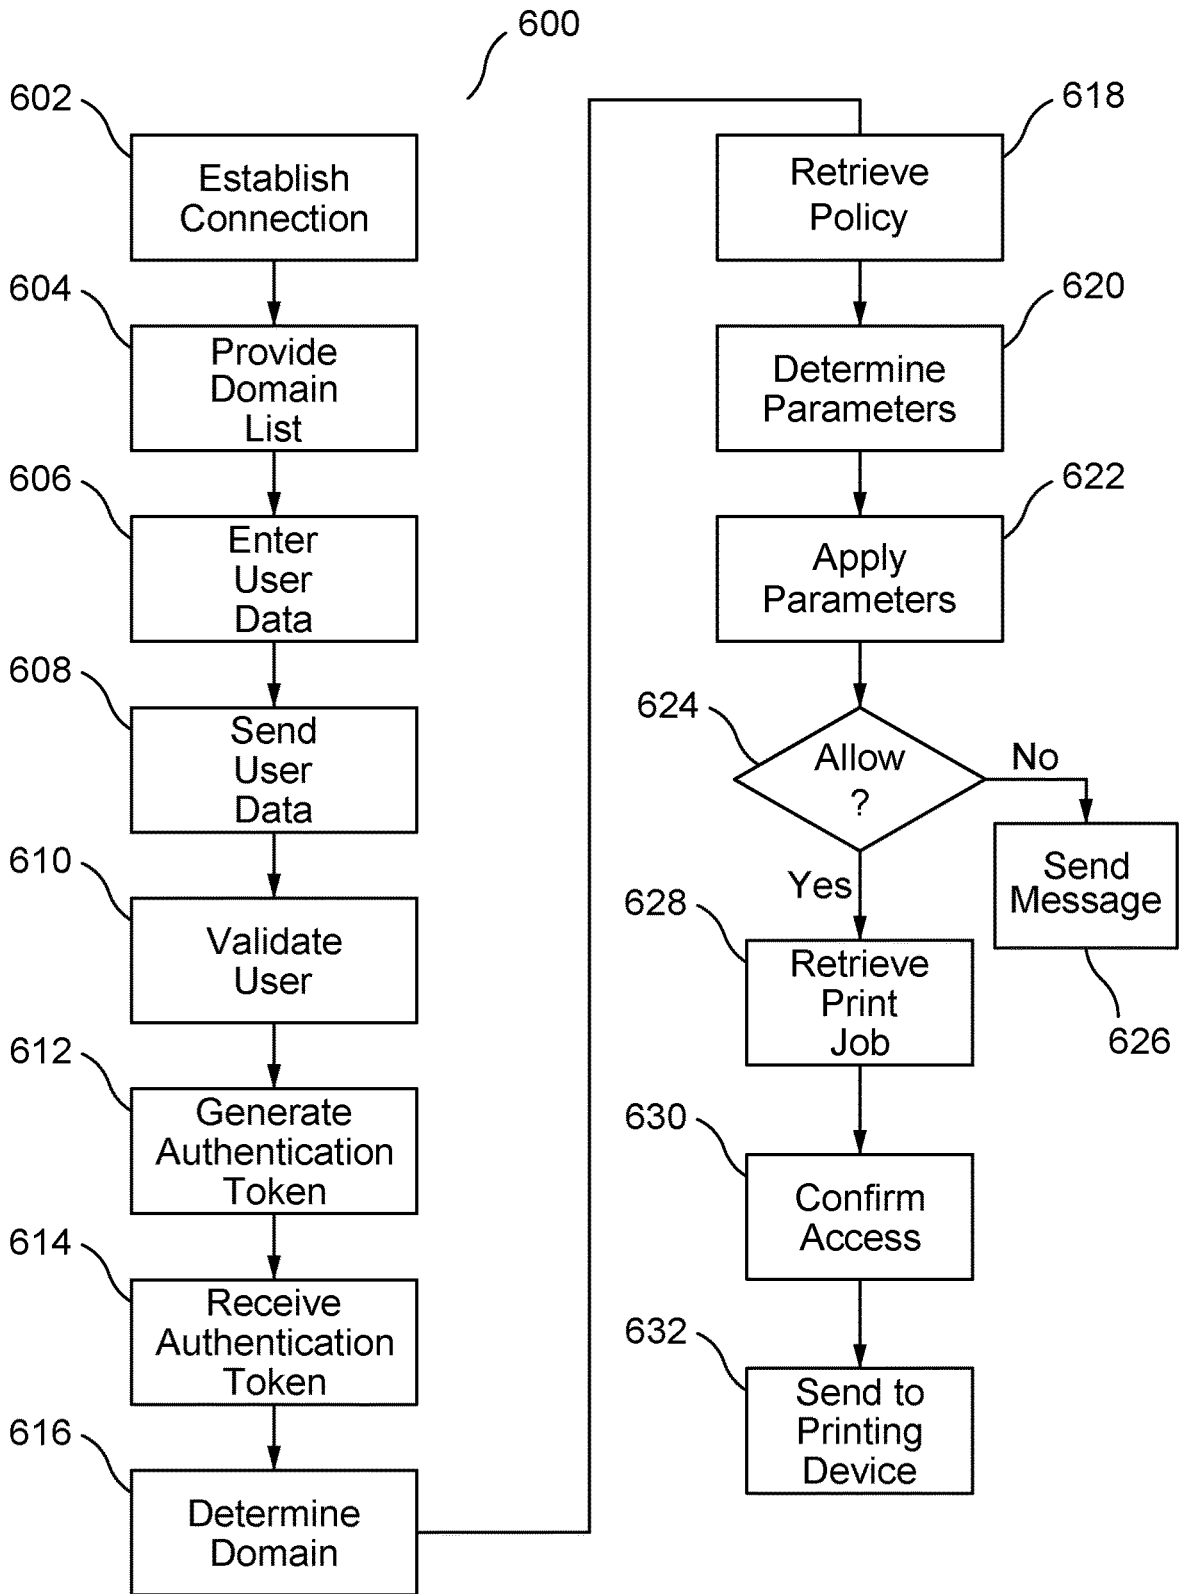 600
602
Establish
Connection
604
Provide
Domain
List
606
Enter
User
Data
608
Send
User
Data
610
Validate
User
612
Generate
Authentication
Token
614
Receive
Authentication
Token
616
Determine
Domain
618
Retrieve
Policy
620
Determine
Parameters
622
Apply
Parameters
624
Allow
?
No
Send
Message
626
Yes
628
Retrieve
Print
Job
630
Confirm
Access
632
Send to
Printing
Device